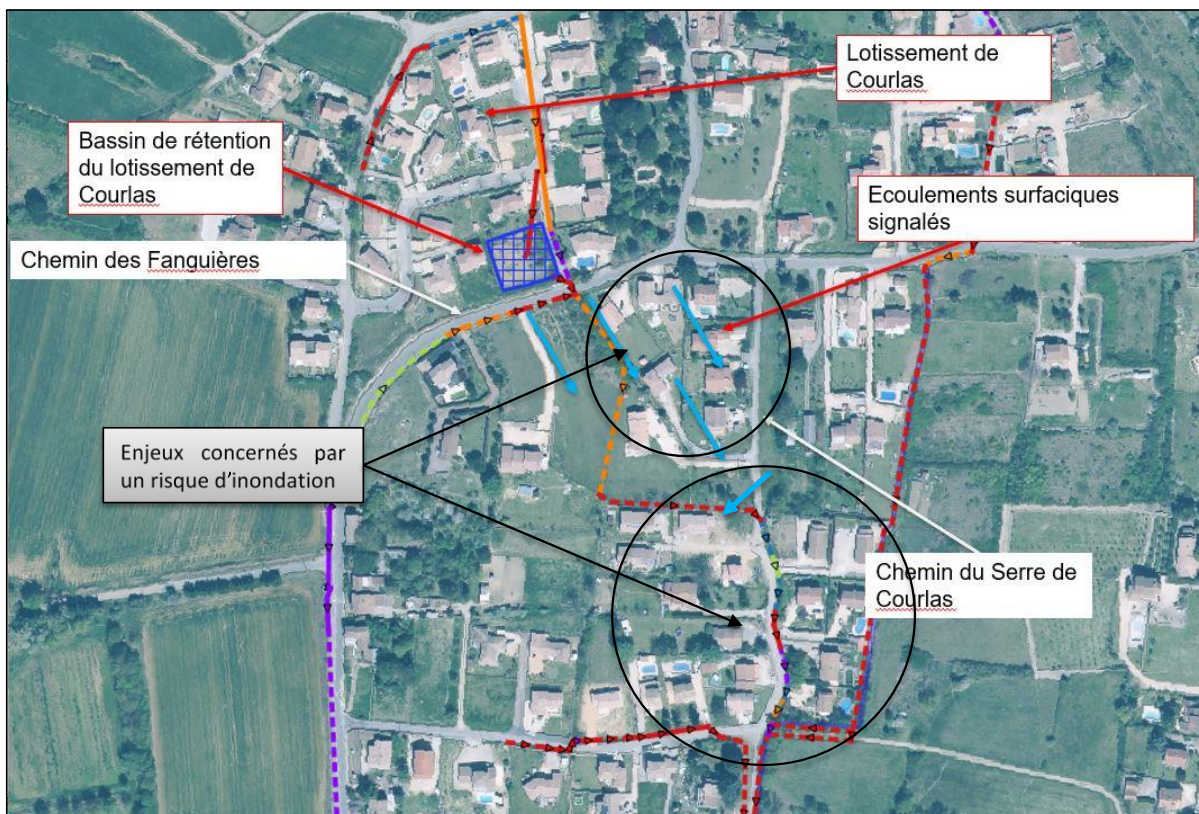 Lotissement de
Courlas
Bassin de rétention
du lotissement de
Courlas
Ecoulements surfaciques
signalés
Chemin des Fanguières
Enjeux concernés par
un risque d’inondation
Chemin du Serre de
Courlas